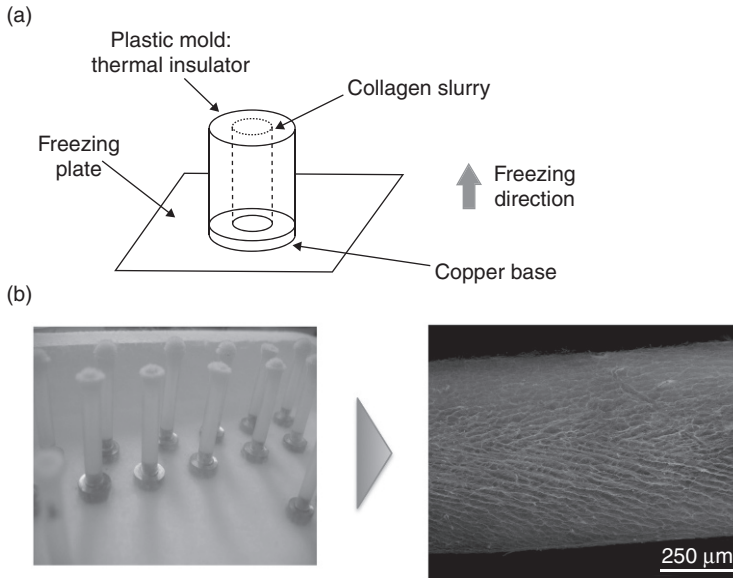 (a)
Plastic mold:
thermal insulator
Collagen slurry
Freezing
plate
Freezing
direction
Copper base
(b)
250 μm